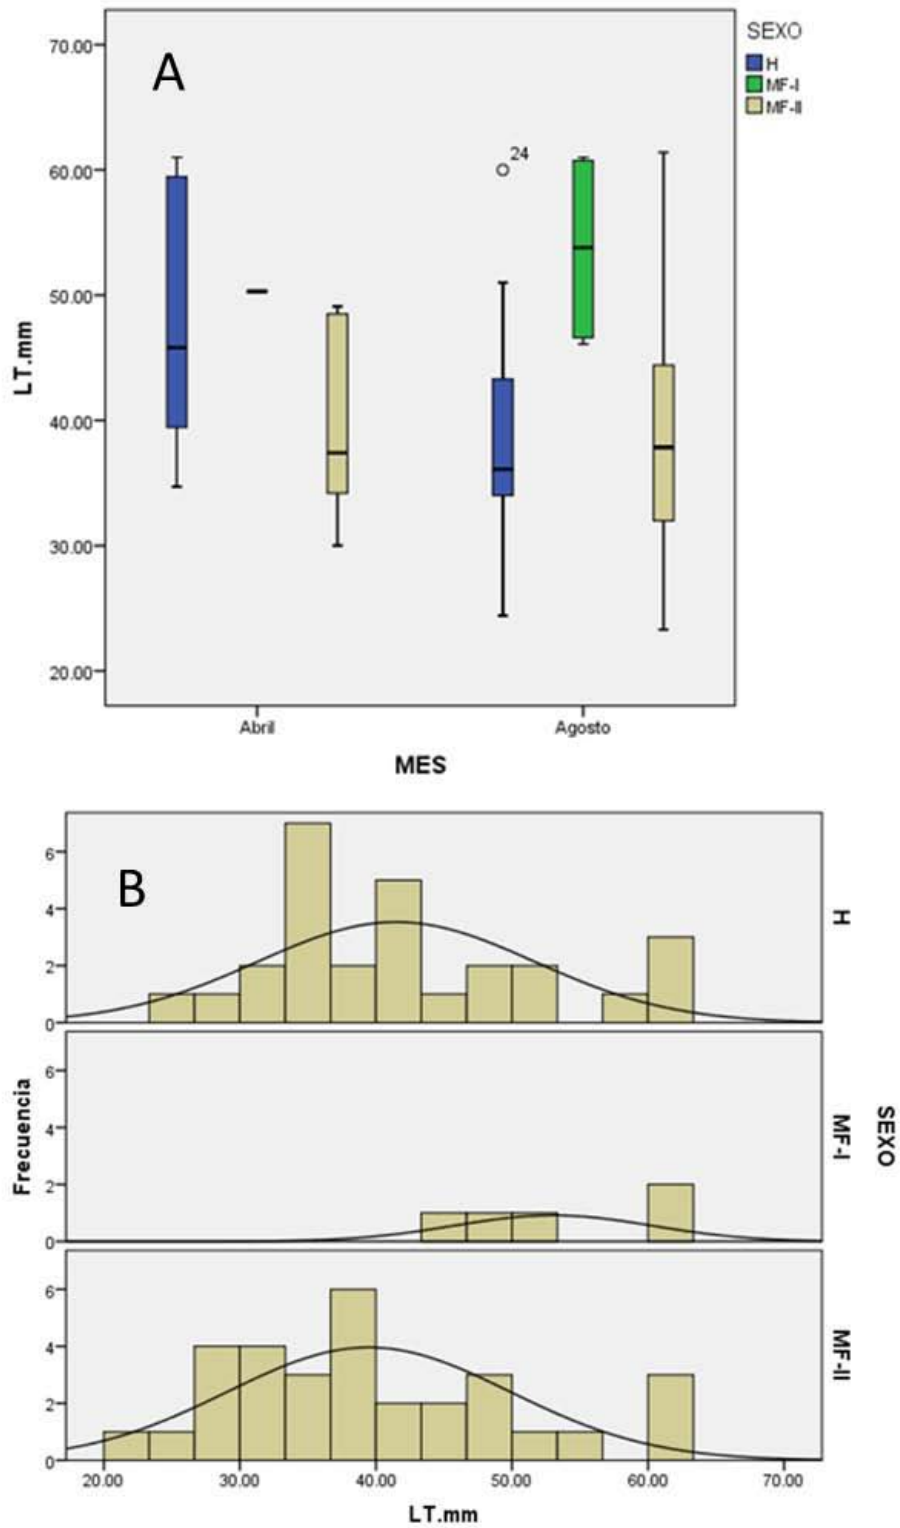 A
SEXO
H
MF-I
MF-II
70.00
60.00
50.00
40.00
30.00
20.00
24
LT.mm
Abril
Agosto
MES
B
6
4
2
0
H
6
4
2
0
MF-I
6
4
2
0
MF-II
Frecuencia
SEXO
20.00 30.00 40.00 50.00 60.00 70.00
LT.mm